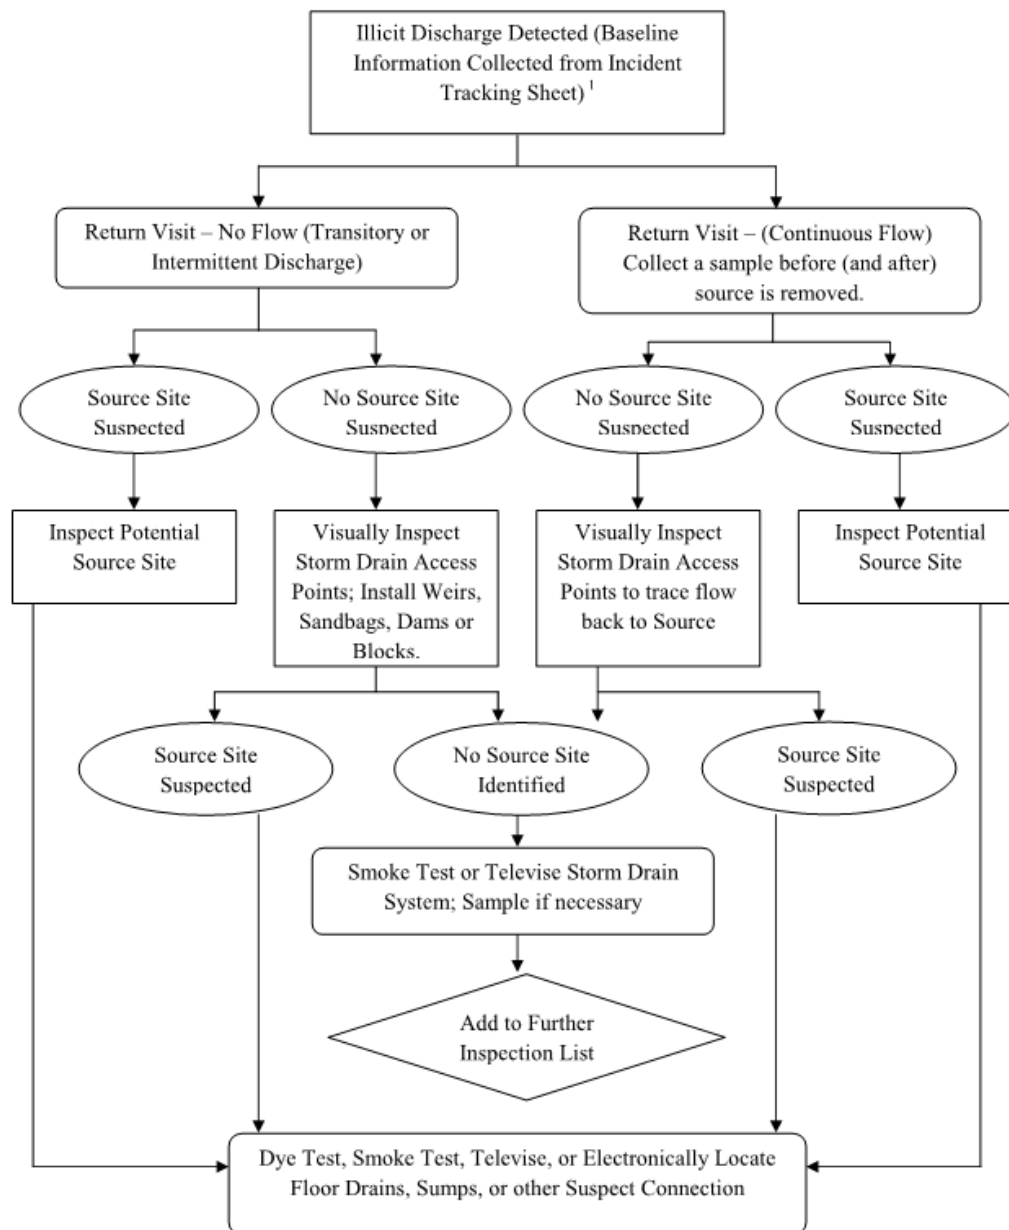 Illicit Discharge Detected (Baseline
Information Collected from Incident
Tracking Sheet) 1
Return Visit – No Flow (Transitory or
Intermittent Discharge)
Return Visit – (Continuous Flow)
Collect a sample before (and after)
source is removed.
Source Site
Suspected
No Source Site
Suspected
No Source Site
Suspected
Source Site
Suspected
Inspect Potential
Source Site
Visually Inspect
Storm Drain Access
Points; Install Weirs,
Sandbags, Dams or
Blocks.
Visually Inspect
Storm Drain Access
Points to trace flow
back to Source
Inspect Potential
Source Site
Source Site
Suspected
No Source Site
Identified
Source Site
Suspected
Smoke Test or Televise Storm Drain
System; Sample if necessary
Add to Further
Inspection List
Dye Test, Smoke Test, Televise, or Electronically Locate
Floor Drains, Sumps, or other Suspect Connection